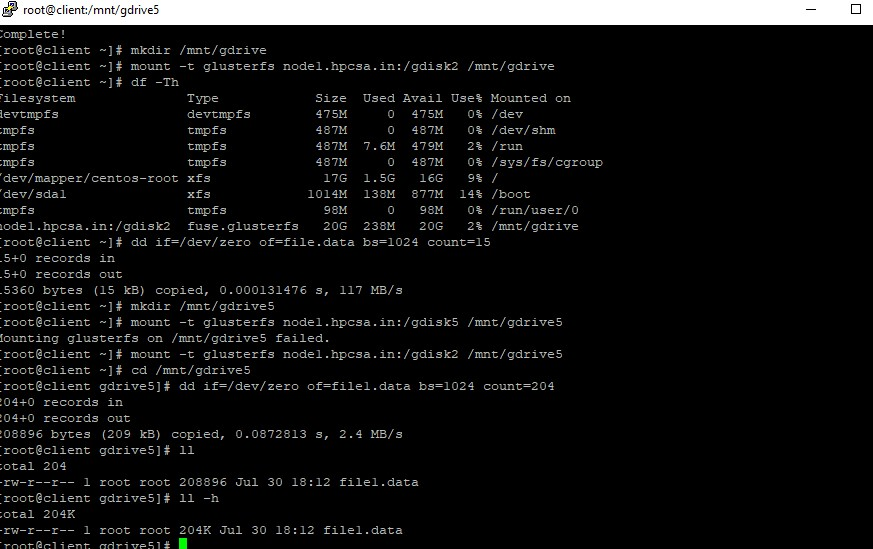 root@client:/mnt/gdrive5
Complete!
[root@client ~]# mkdir /mnt/gdrive
[root@client ~]# mount -t glusterfs node1.hpcsa.in:/gdisk2 /mnt/gdrive
[root@client ~]# df -Th
Filesystem Type Size Used Avail Use% Mounted on
devtmpfs devtmpfs 475M 0 475M 0% /dev
tmpfs tmpfs 487M 0 487M 0% /dev/shm
tmpfs tmpfs 487M 7.6M 479M 2% /run
tmpfs tmpfs 487M 0 487M 0% /sys/fs/cgroup
/dev/mapper/centos-root xfs 17G 1.5G 16G 9% /
/dev/sda1 xfs 1014M 138M 877M 14% /boot
tmpfs tmpfs 98M 0 98M 0% /run/user/0
node1.hpcsa.in:/gdisk2 fuse.glusterfs 20G 238M 20G 2% /mnt/gdrive
[root@client ~]# dd if=/dev/zero of=file.data bs=1024 count=15
15+0 records in
15+0 records out
15360 bytes (15 kB) copied, 0.000131476 s, 117 MB/s
[root@client ~]# mkdir /mnt/gdrive5
[root@client ~]# mount -t glusterfs node1.hpcsa.in:/gdisk5 /mnt/gdrive5
Mounting glusterfs on /mnt/gdrive5 failed.
[root@client ~]# mount -t glusterfs node1.hpcsa.in:/gdisk2 /mnt/gdrive5
[root@client ~]# cd /mnt/gdrive5
[root@client gdrive5]# dd if=/dev/zero of=file1.data bs=1024 count=204
204+0 records in
204+0 records out
208896 bytes (209 kB) copied, 0.0872813 s, 2.4 MB/s
[root@client gdrive5]# ll
total 204
-rw-r--r-- 1 root root 208896 Jul 30 18:12 file1.data
[root@client gdrive5]# ll -h
total 204K
-rw-r--r-- 1 root root 204K Jul 30 18:12 file1.data
[root@client gdrive5]#